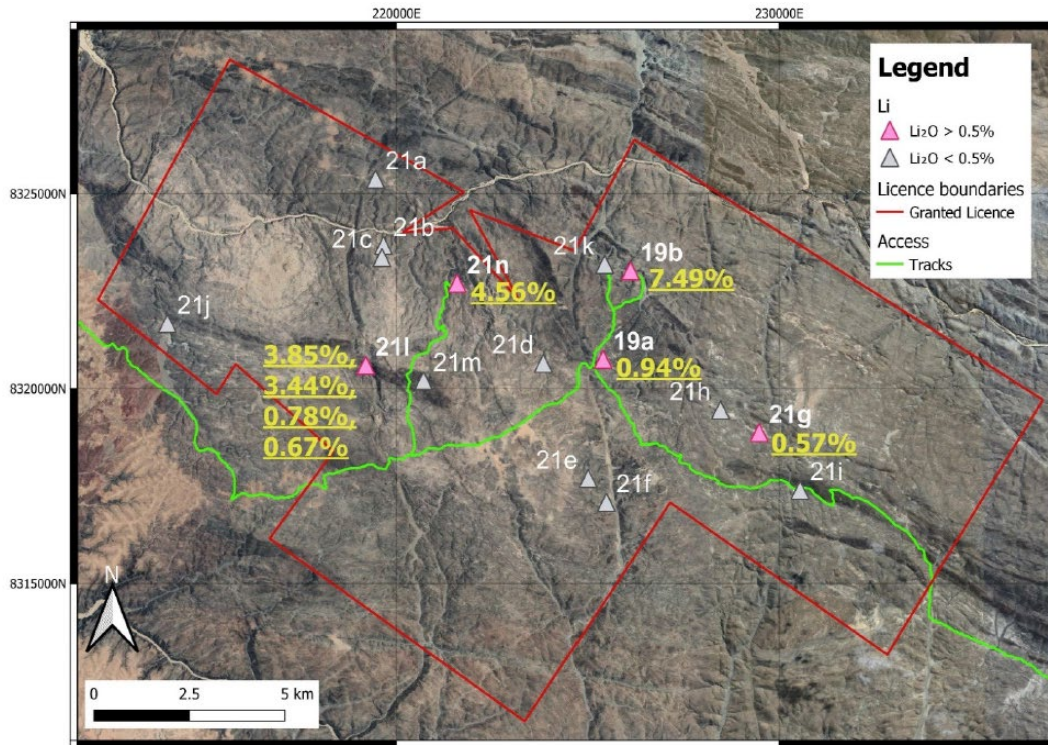 220000E
230000E
Legend
Li
Li₂O > 0.5%
Li₂O < 0.5%
Licence boundaries
Granted Licence
Access
Tracks
8325000N
8320000N
8315000N
21a
21b
21c
21k
19b
7.49%
21n
4.56%
21j
21l
3.85%,
3.44%,
0.78%,
0.67%
21m
21d
19a
0.94%
21h
21g
0.57%
21e
21f
21i
N
0 2.5 5 km